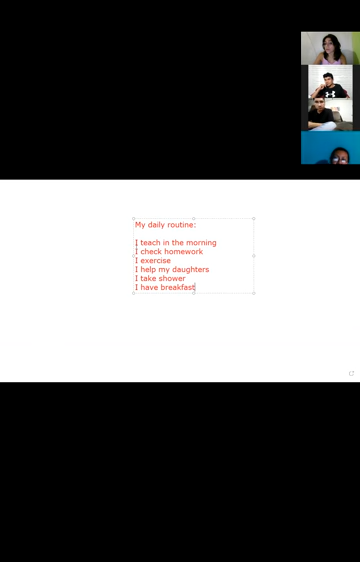 My daily routine:
I teach in the morning
I check homework
I exercise
I help my daughters
I take shower
I have breakfast